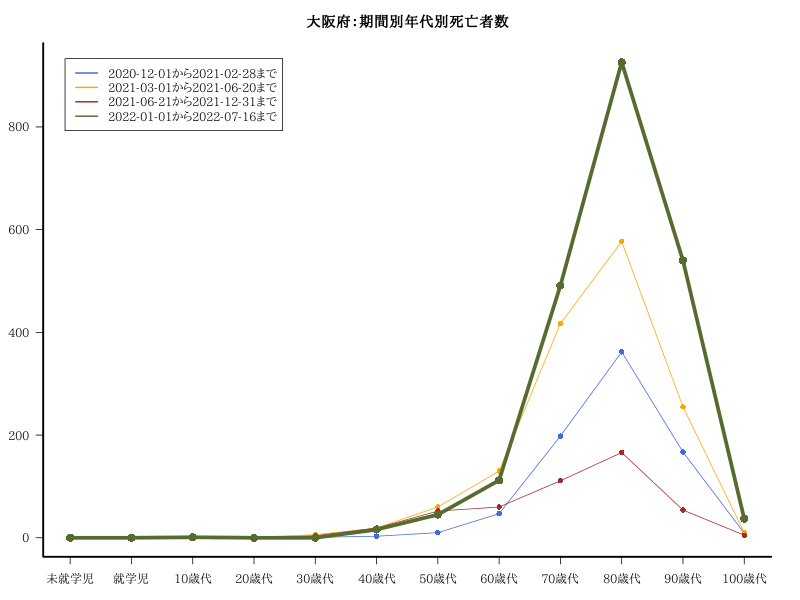 大阪府:期間別年代別死亡者数
2020-12-01から2021-02-28まで
2021-03-01から2021-06-20まで
2021-06-21から2021-12-31まで
2022-01-01から2022-07-16まで
800
600
400
200
0
未就学児 就学児 10歳代 20歳代 30歳代 40歳代 50歳代 60歳代 70歳代 80歳代 90歳代 100歳代